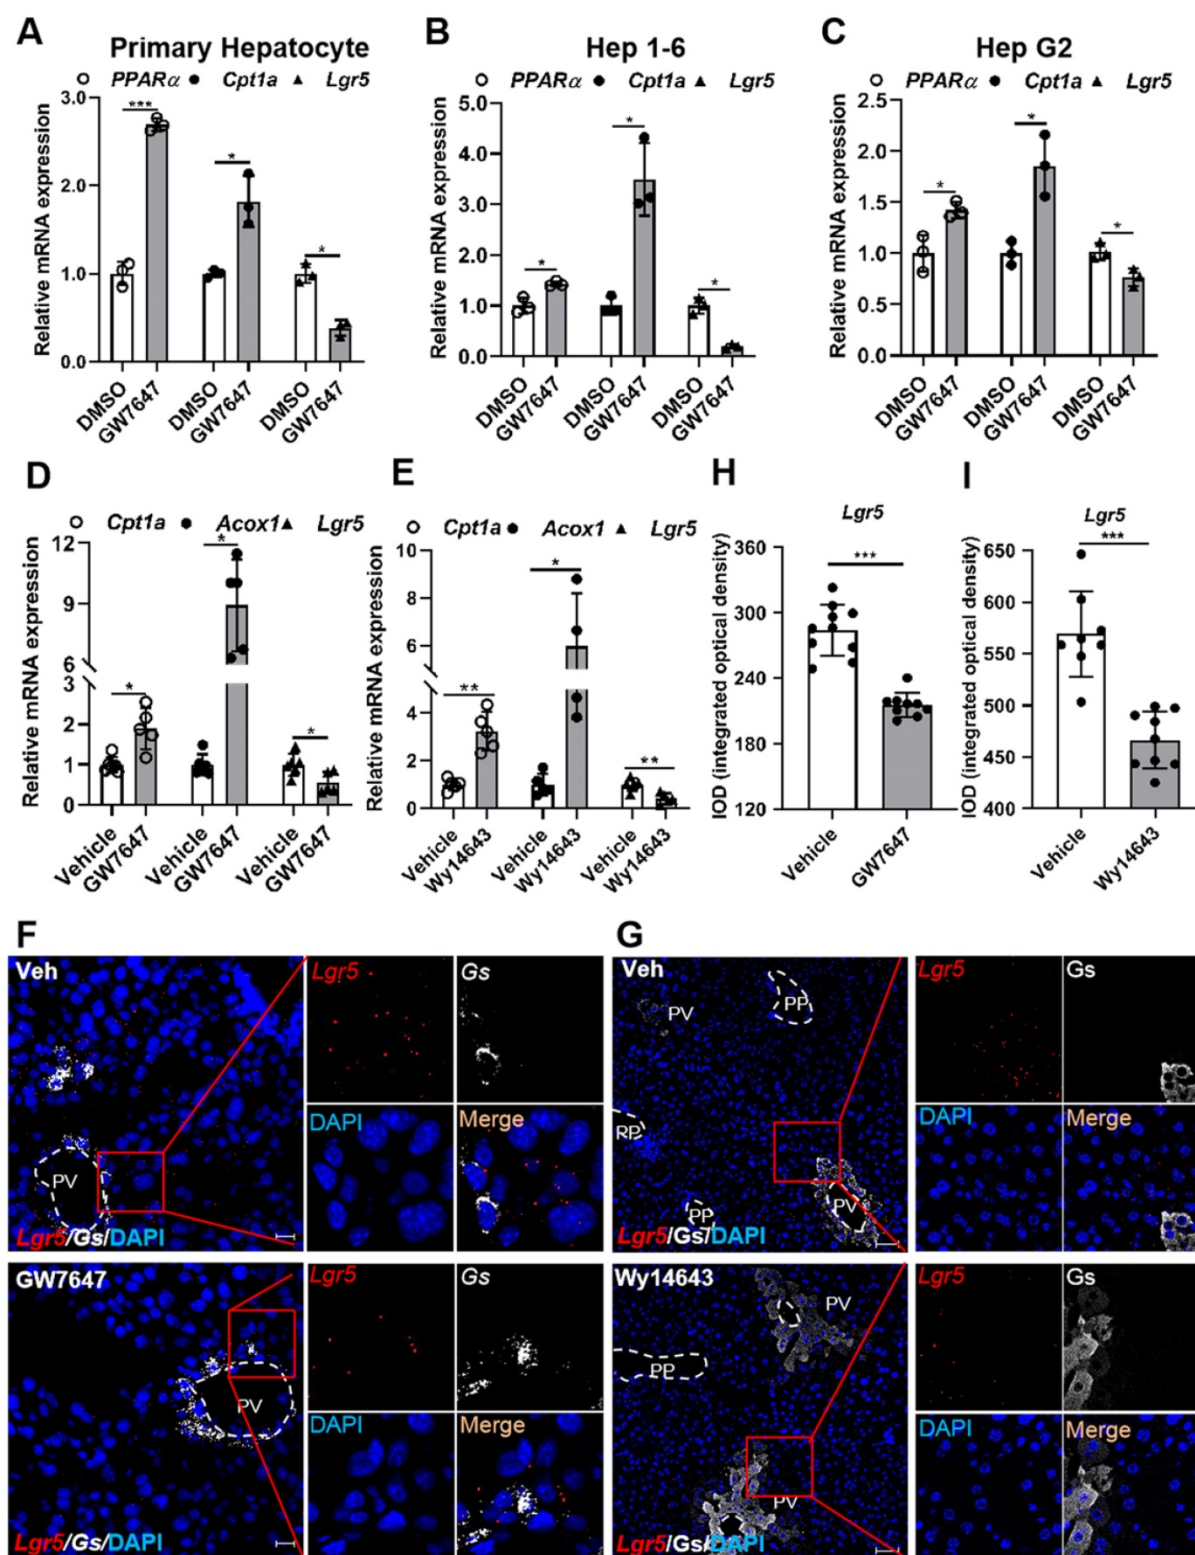 A
Primary Hepatocyte
PPARα Cpt1a Lgr5
Relative mRNA expression
3.0
2.0
1.0
0.0
***
*
*
DMSO
GW7647
DMSO
GW7647
DMSO
GW7647
B
Hep 1-6
PPARα Cpt1a Lgr5
Relative mRNA expression
5.0
4.0
3.0
2.0
1.0
0.0
*
*
*
DMSO
GW7647
DMSO
GW7647
DMSO
GW7647
C
Hep G2
PPARα Cpt1a Lgr5
Relative mRNA expression
2.5
2.0
1.5
1.0
0.5
0.0
*
*
*
DMSO
GW7647
DMSO
GW7647
DMSO
GW7647
D
Cpt1a Acox1 Lgr5
Relative mRNA expression
12
9
6
3
2
1
0
*
*
*
Vehicle
GW7647
Vehicle
GW7647
Vehicle
GW7647
E
Cpt1a Acox1 Lgr5
Relative mRNA expression
10
8
6
4
2
0
**
*
**
Vehicle
Wy14643
Vehicle
Wy14643
Vehicle
Wy14643
H
Lgr5
IOD (integrated optical density)
360
300
240
180
120
***
Vehicle
GW7647
I
Lgr5
IOD (integrated optical density)
650
600
550
500
450
400
***
Vehicle
Wy14643
F
Veh
PV
Lgr5/Gs/DAPI
Lgr5
Gs
DAPI
Merge
GW7647
PV
Lgr5/Gs/DAPI
Lgr5
Gs
DAPI
Merge
G
Veh
PV
PP
PP
PP
PV
Lgr5/Gs/DAPI
Lgr5
Gs
DAPI
Merge
Wy14643
PV
PP
PV
Lgr5/Gs/DAPI
Lgr5
Gs
DAPI
Merge